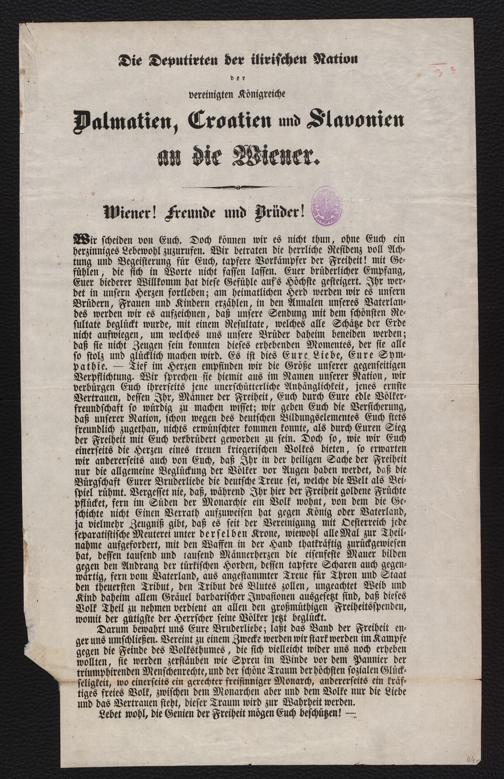 Die Deputirten der ilirischen Nation
der
vereinigten Königreiche
Dalmatien, Croatien und Slavonien
an die Wiener.
Wiener! Freunde und Brüder!
Wir scheiden von Euch. Doch können wir es nicht thun, ohne Euch ein
herzinniges Lebewohl zuzurufen. Wir betraten die herrliche Residenz voll Ach-
tung und Begeisterung für Euch, tapfere Vorkämpfer der Freiheit! mit Ge-
fühlen, die sich in Worte nicht fassen lassen. Euer brüderlicher Empfang,
Euer biederer Willkomm hat diese Gefühle auf's Höchste gesteigert. Ihr wer-
det in unsern Herzen fortleben; am heimatlichen Herd werden wir es unsern
Brüdern, Frauen und Kindern erzählen, in den Annalen unseres Vaterlan-
des werden wir es aufzeichnen, daß unsere Sendung mit dem schönsten Re-
sultate beglückt wurde, mit einem Resultate, welches alle Schätze der Erde
nicht aufwiegen, um welches uns unsere Brüder daheim beneiden werden;
daß sie nicht Zeugen sein konnten dieses erhebenden Momentes, der sie alle
so stolz und glücklich machen wird. Es ist dies Eure Liebe, Eure Sym-
pathie. — Tief im Herzen empfinden wir die Größe unserer gegenseitigen
Verpflichtung. Wir sprechen sie hiemit aus im Namen unserer Nation, wir
verbürgen Euch ihrerseits jene unerschütterliche Anhänglichkeit, jenes ernste
Vertrauen, dessen Ihr, Männer der Freiheit, Euch durch Eure edle Völker-
freundschaft so würdig zu machen wisset; wir geben Euch die Versicherung,
daß unserer Nation, schon wegen des deutschen Bildungselementes Euch stets
freundlich zugethan, nichts erwünschter kommen konnte, als durch Euren Sieg
der Freiheit mit Euch verbrüdert geworden zu sein. Doch so, wie wir Euch
einerseits die Herzen eines treuen kriegerischen Volkes bieten, so erwarten
wir andererseits auch von Euch, daß Ihr in der heiligen Sache der Freiheit
nur die allgemeine Beglückung der Völker vor Augen haben werdet, daß die
Bürgschaft Eurer Bruderliebe die deutsche Treue sei, welche die Welt als Bei-
spiel rühmt. Vergesset nie, daß, während Ihr hier der Freiheit goldene Früchte
pflücket, fern im Süden der Monarchie ein Volk wohnt, von dem die Ge-
schichte nicht Einen Verrath aufzuweisen hat gegen König oder Vaterland,
ja vielmehr Zeugniß gibt, daß es seit der Vereinigung mit Oesterreich jede
separatistische Meuterei unter derselben Krone, wiewohl alle Mal zur Theil-
nahme aufgefordert, mit den Waffen in der Hand thatkräftig zurückgewiesen
hat, dessen tausend und tausend Männerherzen die eisenfeste Mauer bilden
gegen den Andrang der türkischen Horden, dessen tapfere Scharen auch gegen-
wärtig, fern vom Vaterland, aus angestammter Treue für Thron und Staat
den theuersten Tribut, den Tribut des Blutes zollen, ungeachtet Weib und
Kind daheim allem Gräuel barbarischer Invasionen ausgesetzt sind, daß dieses
Volk Theil zu nehmen verdient an allen den großmüthigen Freiheitsspenden,
womit der gütigste der Herrscher seine Völker jetzt beglückt.
Darum bewahrt uns Eure Bruderliebe; laßt das Band der Freiheit en-
ger uns umschließen. Vereint zu einem Zwecke werden wir stark werden im Kampfe
gegen die Feinde des Volksthumes, die sich vielleicht wider uns noch erheben
wollten, sie werden zerstäuben wie Spreu im Winde vor dem Pannier der
triumphirenden Menschenrechte, und der schöne Traum der höchsten sozialen Glück-
seligkeit, wo einerseits ein gerechter freisinniger Monarch, andererseits ein kräf-
tiges freies Volk, zwischen dem Monarchen aber und dem Volke nur die Liebe
und das Vertrauen steht, dieser Traum wird zur Wahrheit werden.
Lebet wohl, die Genien der Freiheit mögen Euch beschützen! —